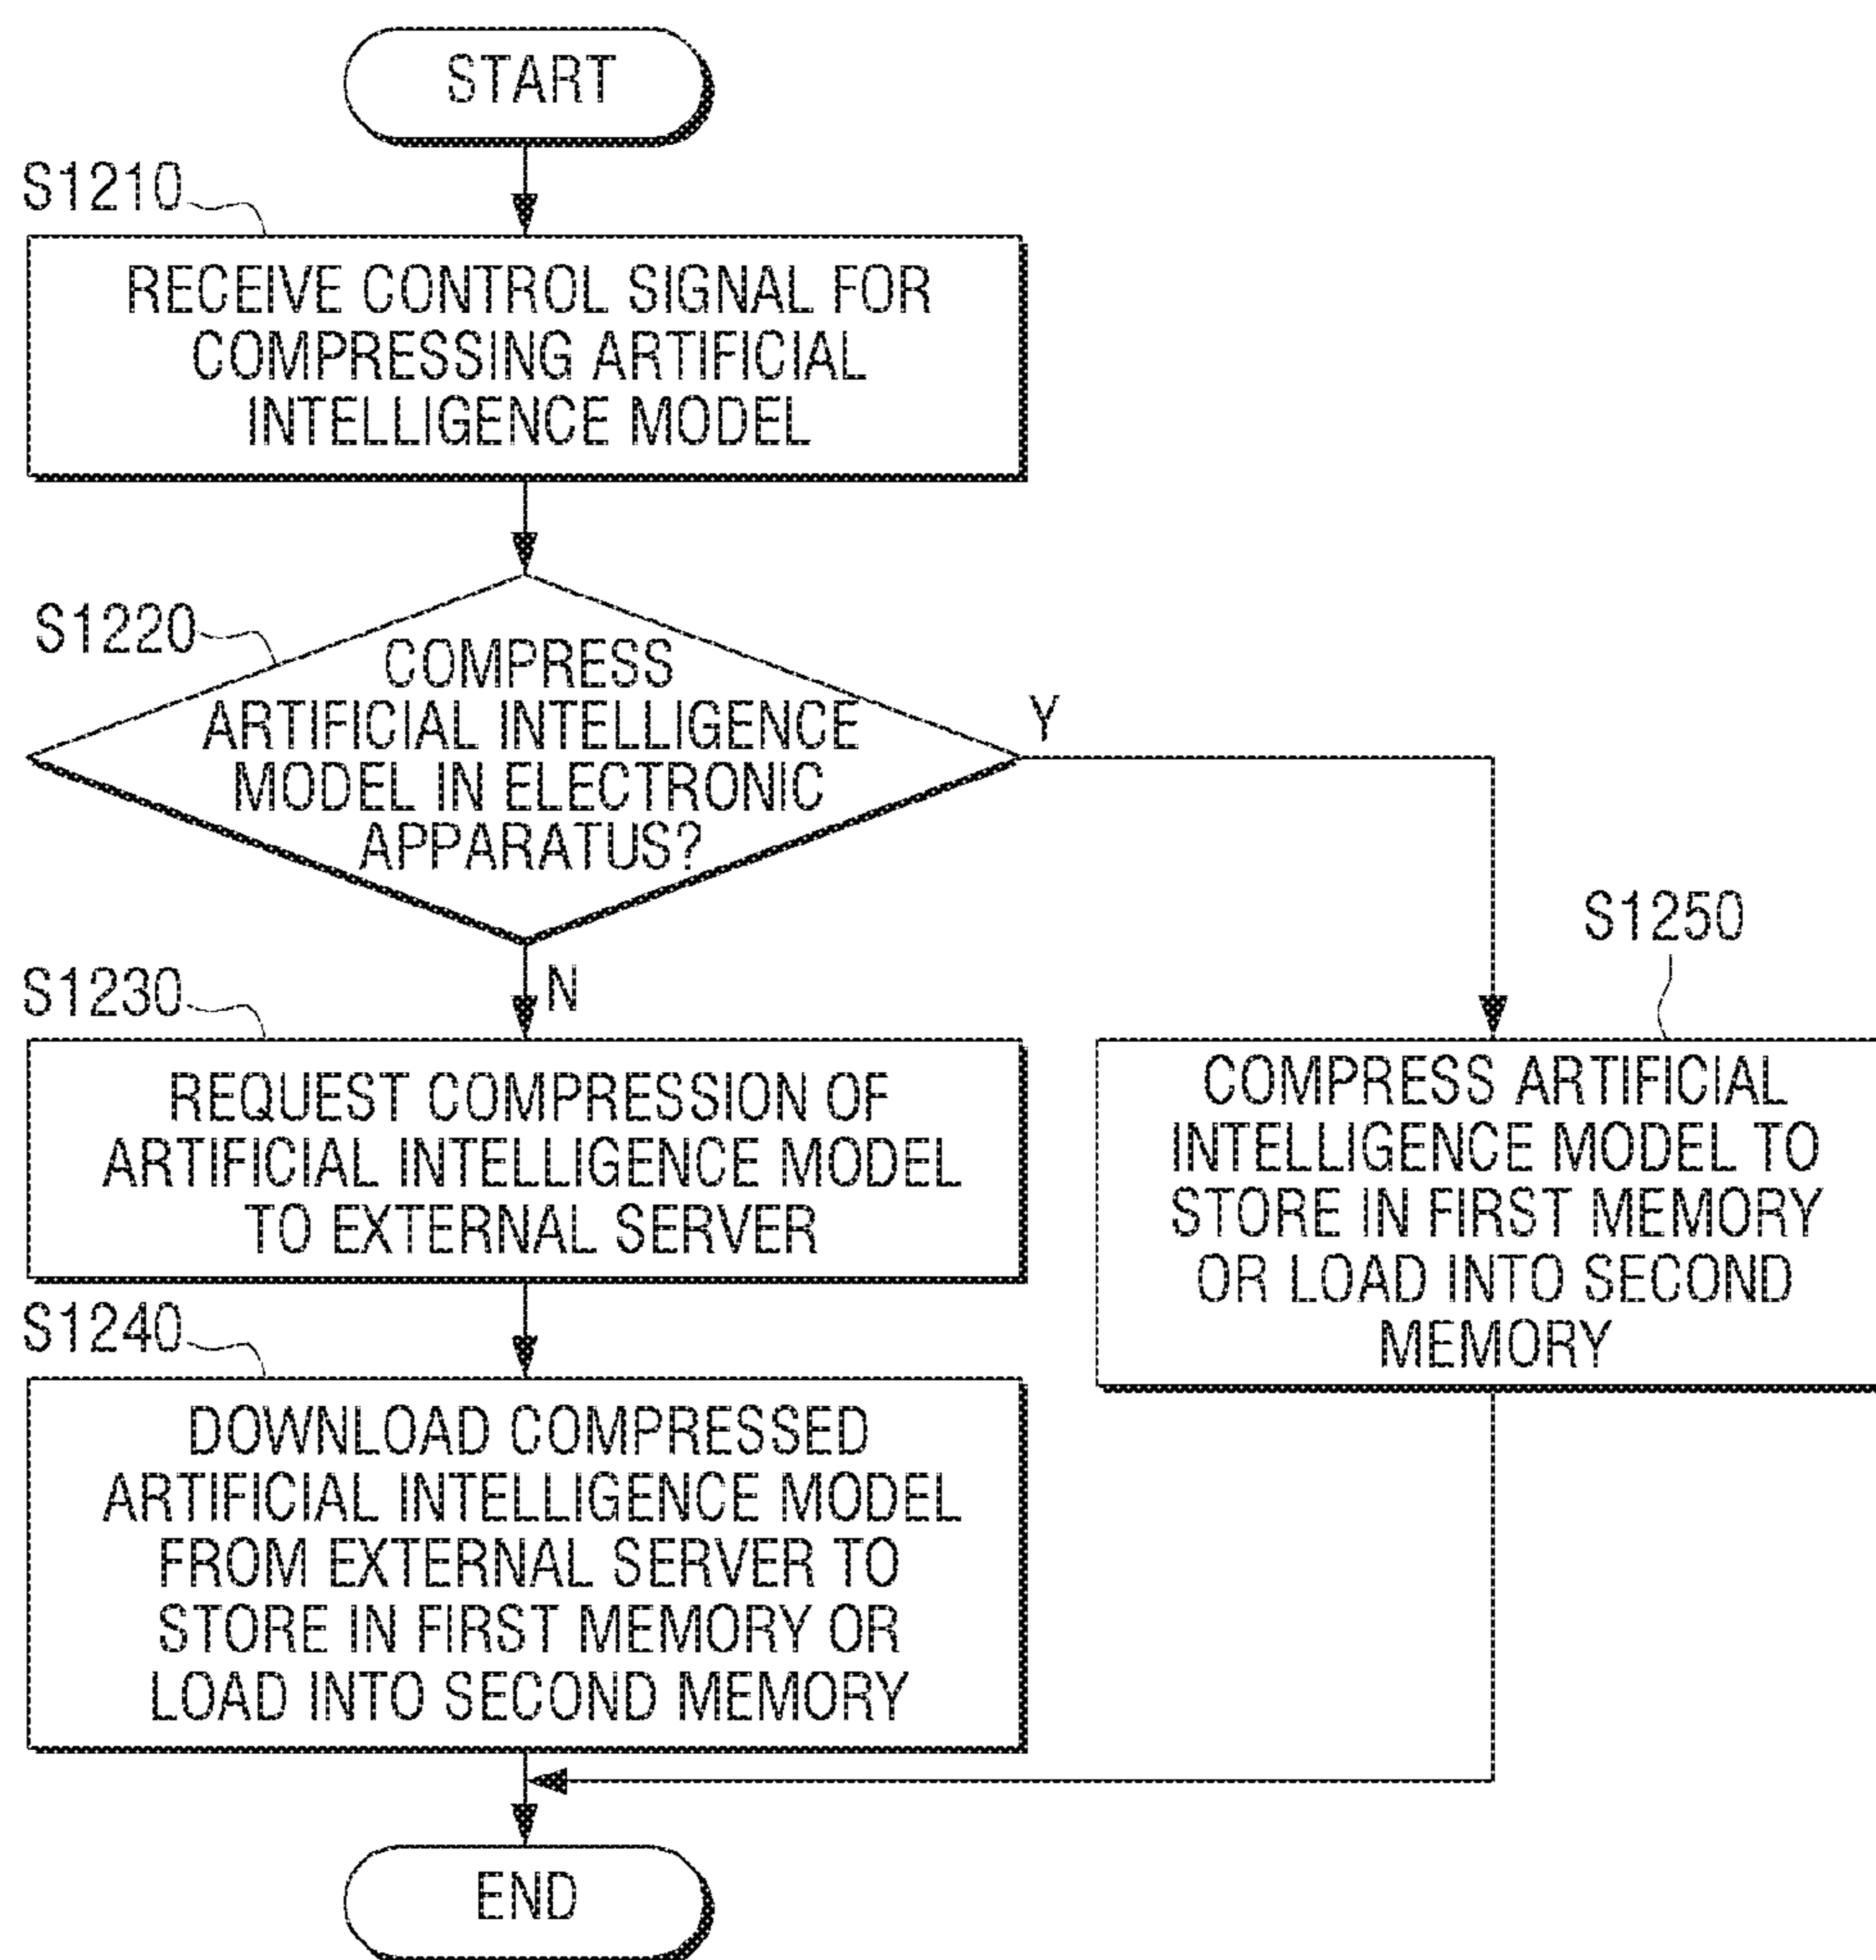 START
S1210
RECEIVE CONTROL SIGNAL FOR
COMPRESSING ARTIFICIAL
INTELLIGENCE MODEL
S1220
COMPRESS
ARTIFICIAL INTELLIGENCE
MODEL IN ELECTRONIC
APPARATUS?
Y
N
S1230
REQUEST COMPRESSION OF
ARTIFICIAL INTELLIGENCE MODEL
TO EXTERNAL SERVER
S1240
DOWNLOAD COMPRESSED
ARTIFICIAL INTELLIGENCE MODEL
FROM EXTERNAL SERVER TO
STORE IN FIRST MEMORY OR
LOAD INTO SECOND MEMORY
S1250
COMPRESS ARTIFICIAL
INTELLIGENCE MODEL TO
STORE IN FIRST MEMORY
OR LOAD INTO SECOND
MEMORY
END